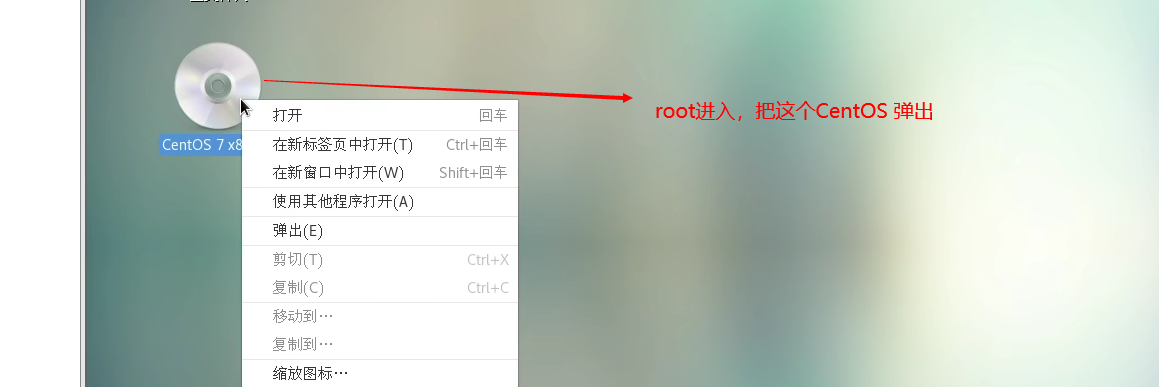 CentOS 7 x8
打开 回车
在新标签页中打开(T) Ctrl+回车
在新窗口中打开(W) Shift+回车
使用其他程序打开(A)
弹出(E)
剪切(T) Ctrl+X
复制(C) Ctrl+C
移动到…
复制到…
缩放图标…
root进入，把这个CentOS 弹出